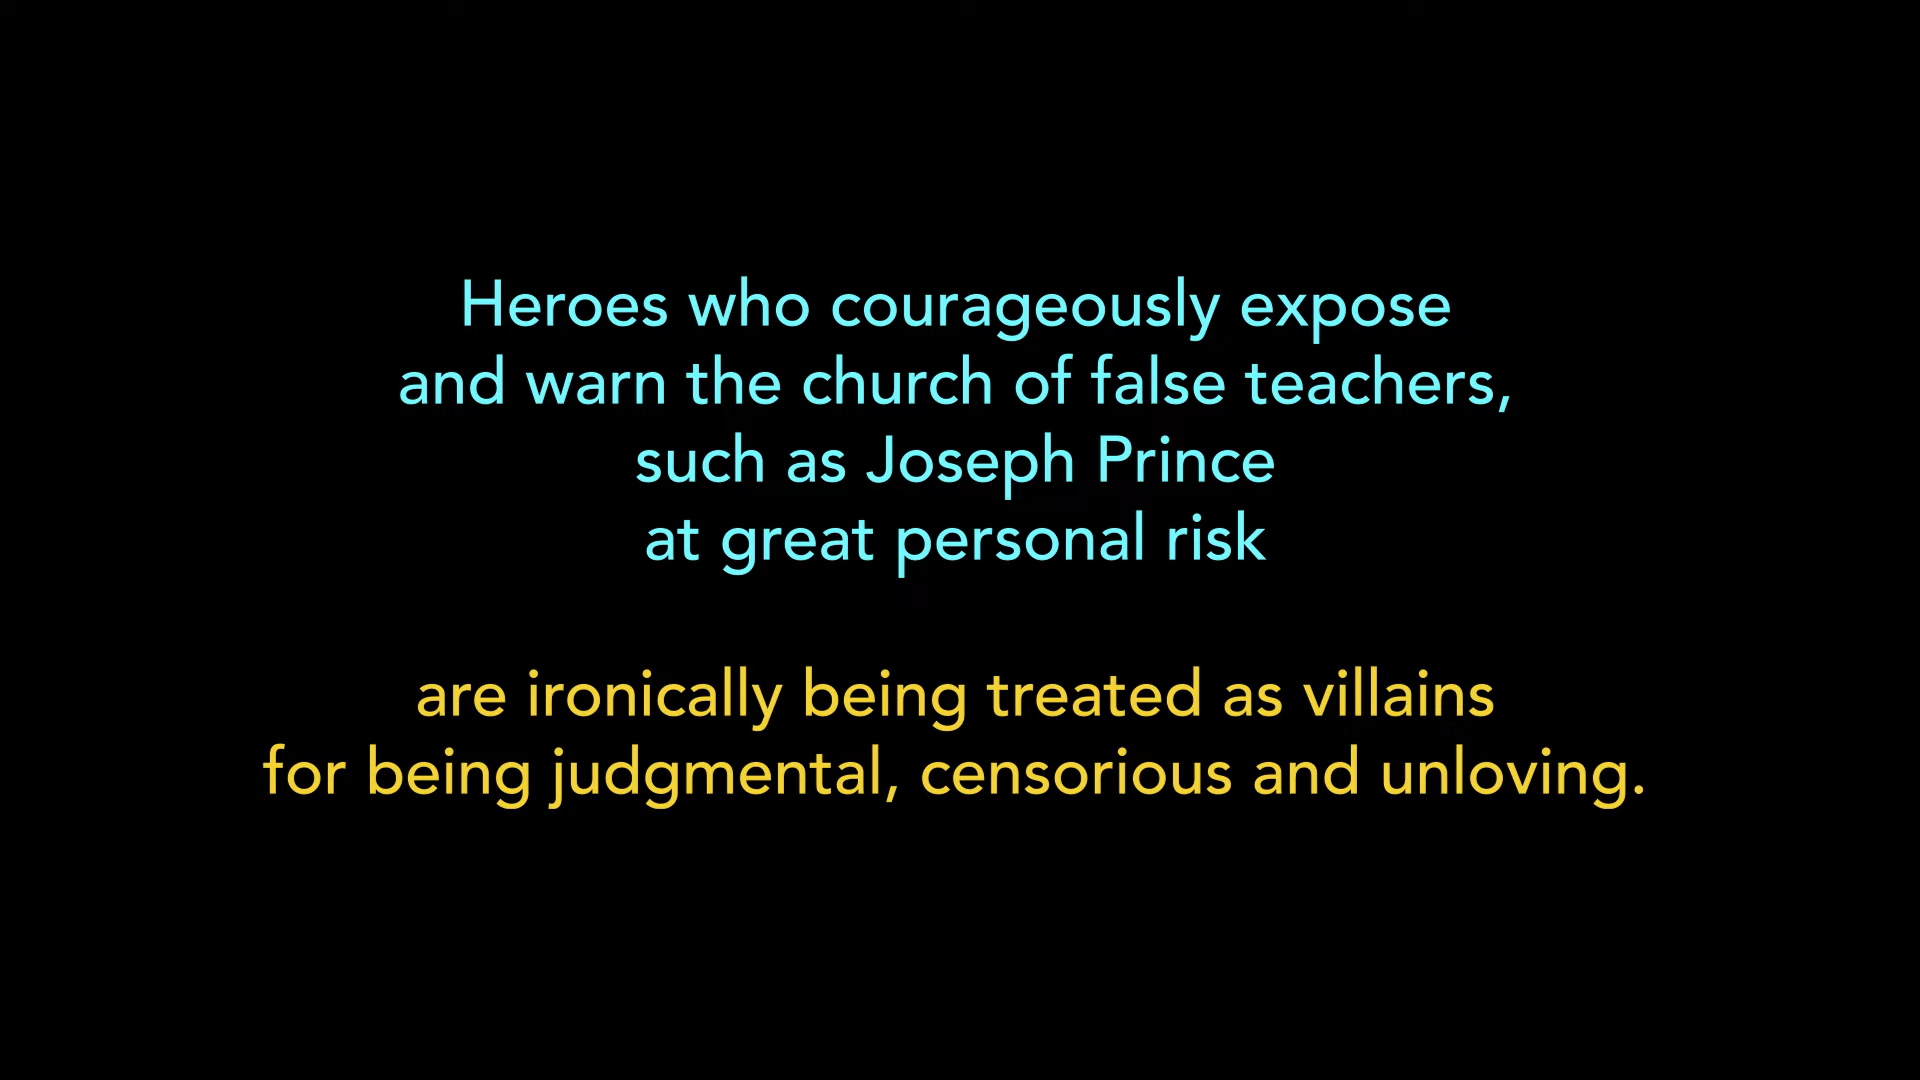 Heroes who courageously expose
and warn the church of false teachers,
such as Joseph Prince
at great personal risk
are ironically being treated as villains
for being judgmental, censorious and unloving.